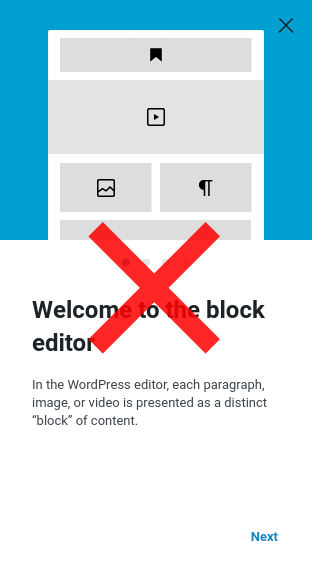 Welcome to the block
editor
In the WordPress editor, each paragraph,
image, or video is presented as a distinct
“block” of content.
Next